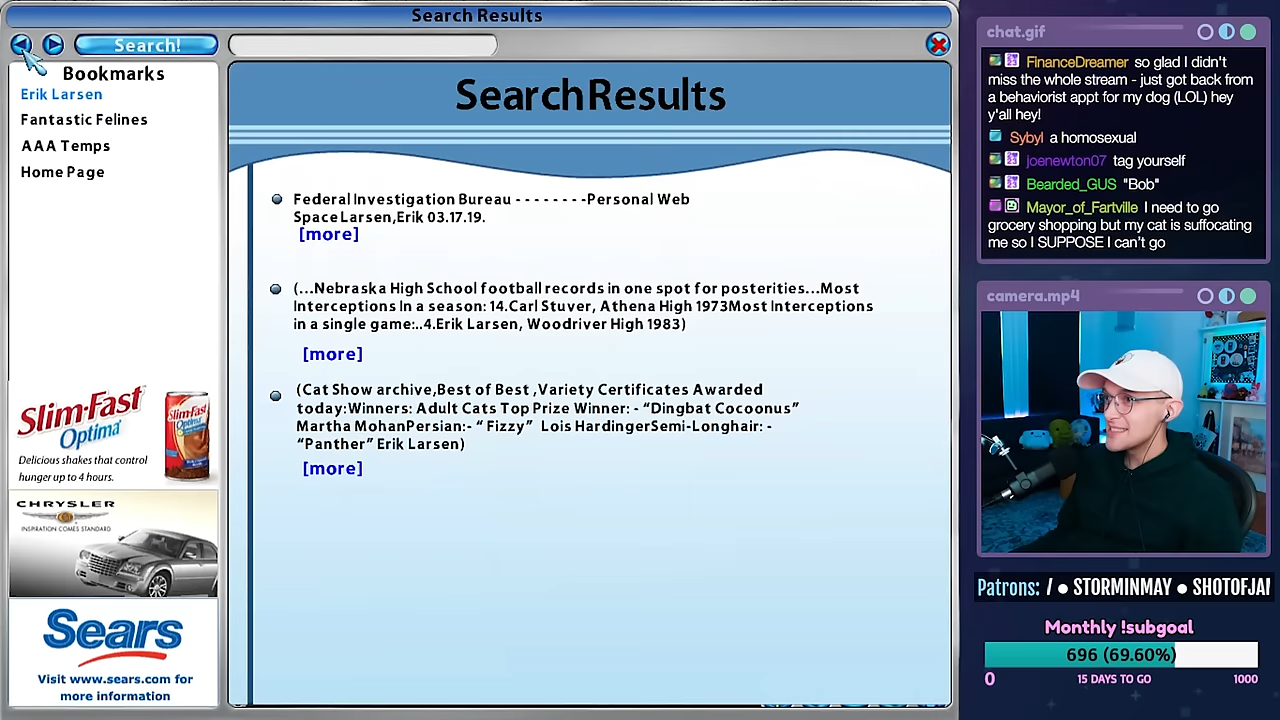 Search Results
Search!
Bookmarks
Erik Larsen
Fantastic Felines
AAA Temps
Home Page
Slim-Fast
Optima
Delicious shakes that control
hunger up to 4 hours.
CHRYSLER
INSPIRATION COMES STANDARD
Sears
Visit www.sears.com for
more information
Search Results
Federal Investigation Bureau - - - - - - - -Personal Web
Space Larsen,Erik 03.17.19.
[more]
(...Nebraska High School football records in one spot for posterities...Most
Interceptions In a season: 14.Carl Stuver, Athena High 1973Most Interceptions
in a single game:..4.Erik Larsen, Woodriver High 1983)
[more]
(Cat Show archive,Best of Best ,Variety Certificates Awarded
today:Winners: Adult Cats Top Prize Winner: - “Dingbat Cocoonus”
Martha MohanPersian:- “ Fizzy” Lois HardingerSemi-Longhair: -
“Panther” Erik Larsen)
[more]
chat.gif
FinanceDreamer so glad I didn't
miss the whole stream - just got back from
a behaviorist appt for my dog (LOL) hey
y'all hey!
Sybyl a homosexual
joenewton07 tag yourself
Bearded_GUS "Bob"
Mayor_of_Fartville I need to go
grocery shopping but my cat is suffocating
me so I SUPPOSE I can't go
camera.mp4
Patrons: / ● STORMINMAY ● SHOTOFJAI
Monthly !subgoal
696 (69.60%)
0 15 DAYS TO GO 1000